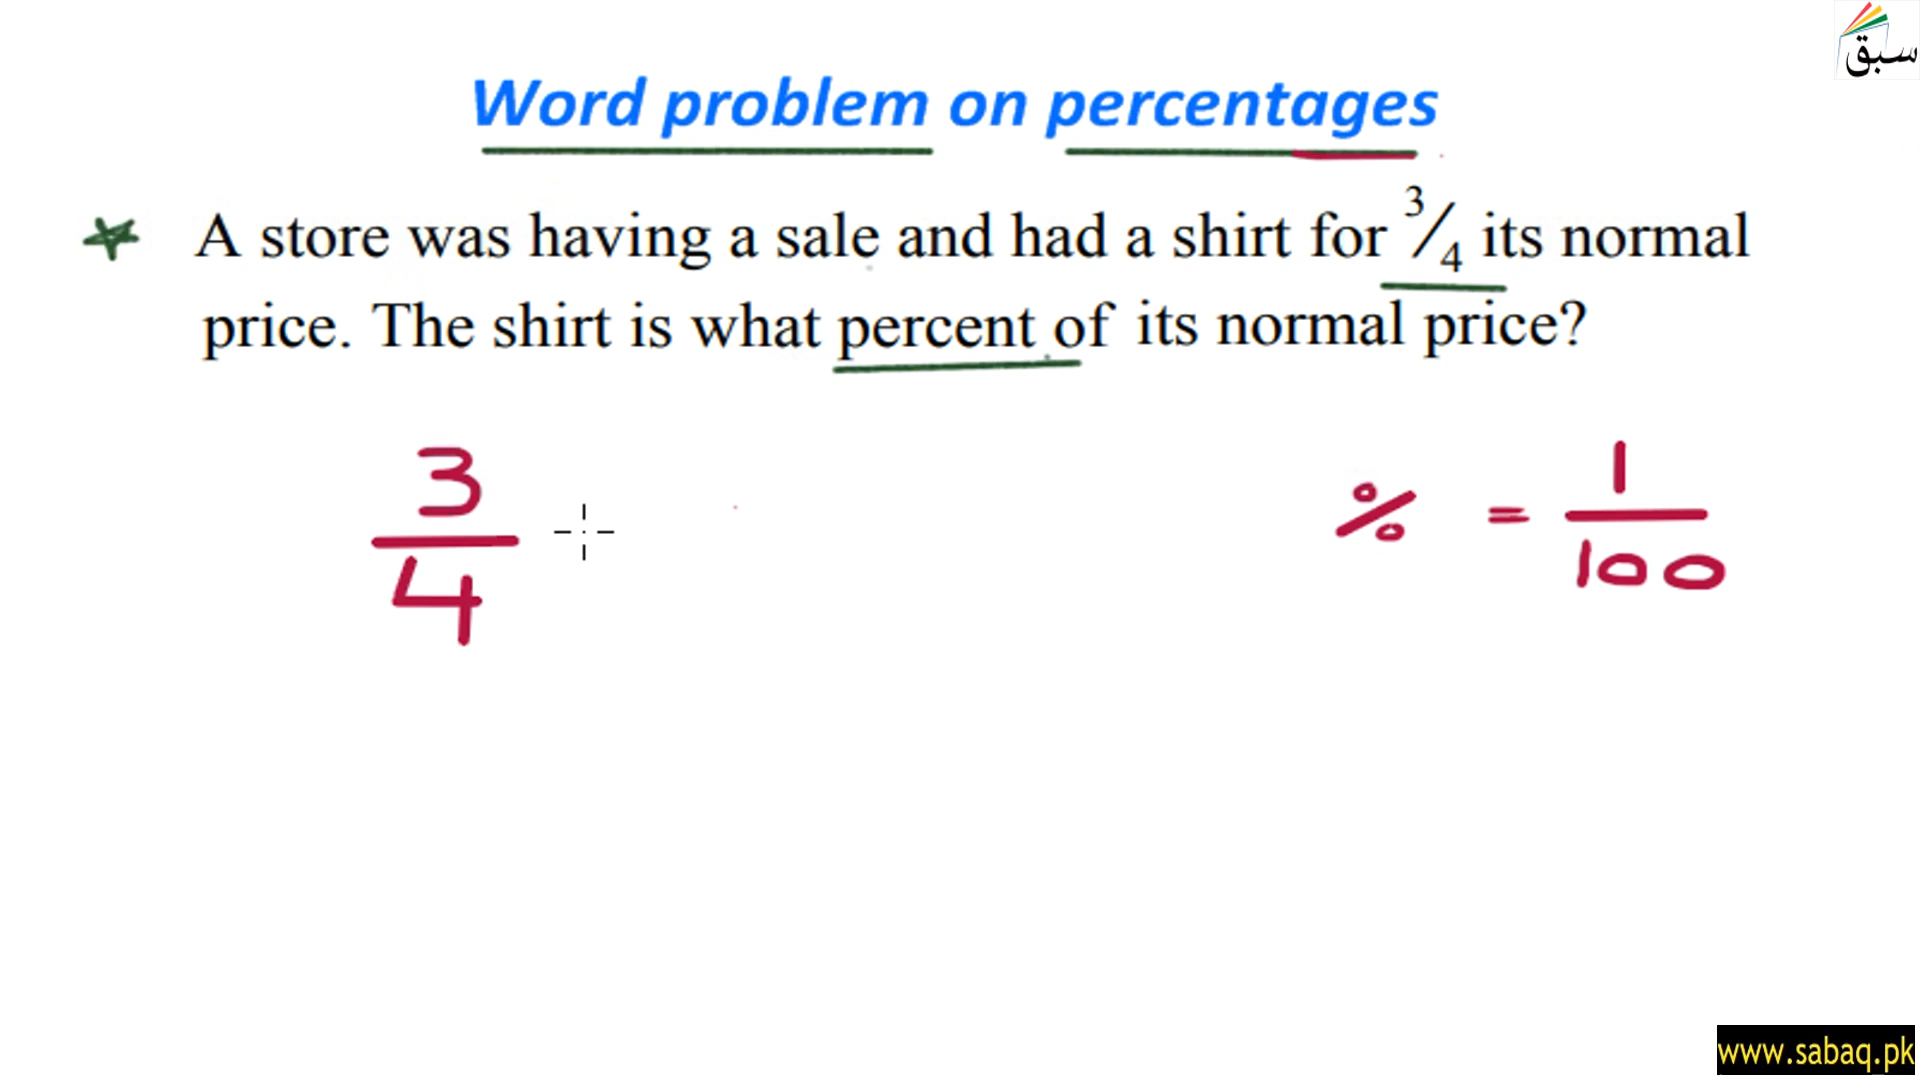 سبق
Word problem on percentages
A store was having a sale and had a shirt for 3/4 its normal
price. The shirt is what percent of its normal price?
3/4
% = 1/100
www.sabaq.pk